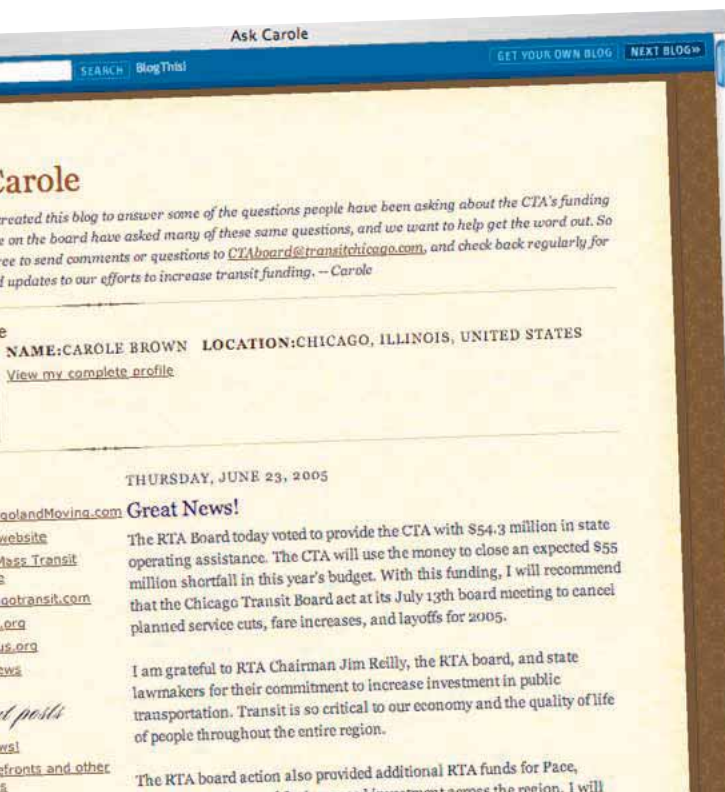 Ask Carole
SEARCH BlogThis! GET YOUR OWN BLOG NEXT BLOG»
Carole
created this blog to answer some of the questions people have been asking about the CTA's funding
on the board have asked many of these same questions, and we want to help get the word out. So
to send comments or questions to CTAboard@transitchicago.com, and check back regularly for
updates to our efforts to increase transit funding. – Carole
NAME:CAROLE BROWN LOCATION:CHICAGO, ILLINOIS, UNITED STATES
View my complete profile
golandMoving.com
website
Mass Transit
gotransit.com
.org
us.org
ews
posts
ws!
efronts and other
THURSDAY, JUNE 23, 2005
Great News!
The RTA Board today voted to provide the CTA with $54.3 million in state
operating assistance. The CTA will use the money to close an expected $55
million shortfall in this year's budget. With this funding, I will recommend
that the Chicago Transit Board act at its July 13th board meeting to cancel
planned service cuts, fare increases, and layoffs for 2005.
I am grateful to RTA Chairman Jim Reilly, the RTA board, and state
lawmakers for their commitment to increase investment in public
transportation. Transit is so critical to our economy and the quality of life
of people throughout the entire region.
The RTA board action also provided additional RTA funds for Pace,
investment across the region. I will